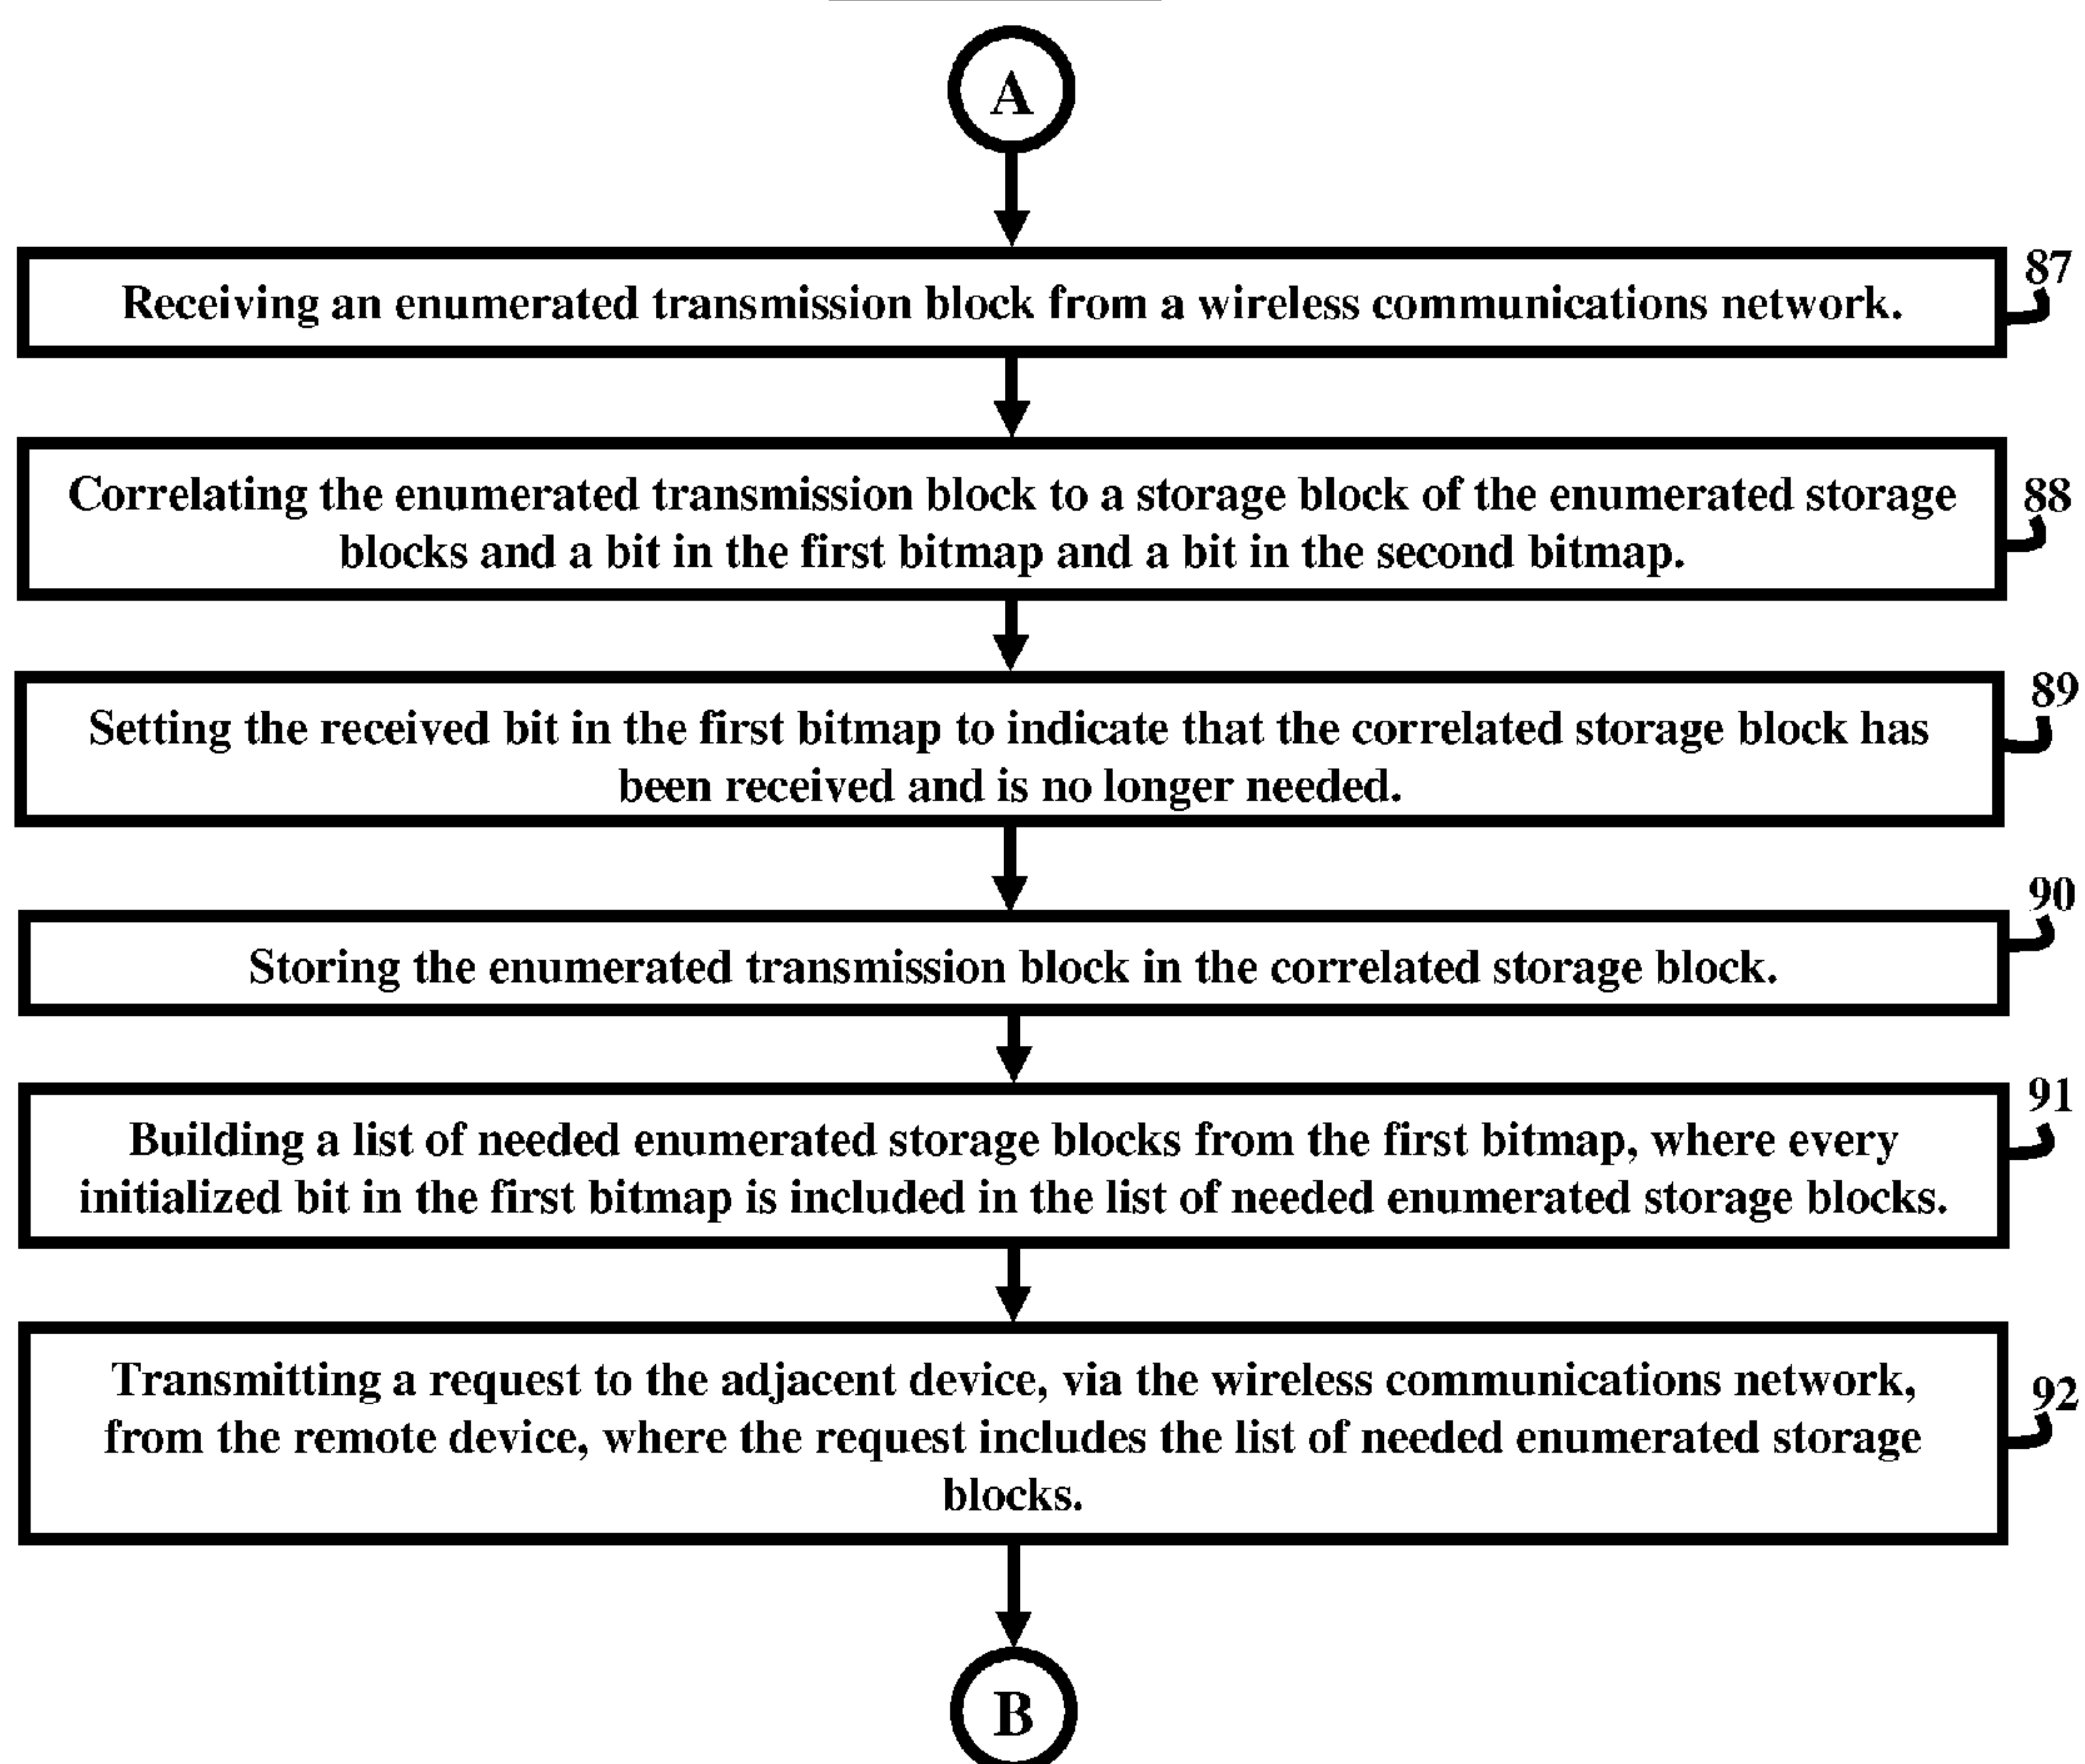 A
87
Receiving an enumerated transmission block from a wireless communications network.
Correlating the enumerated transmission block to a storage block of the enumerated storage
88
blocks and a bit in the first bitmap and a bit in the second bitmap.
89
Setting the received bit in the first bitmap to indicate that the correlated storage block has
been received and is no longer needed.
90
Storing the enumerated transmission block in the correlated storage block.
91
Building a list of needed enumerated storage blocks from the first bitmap, where every
initialized bit in the first bitmap is included in the list of needed enumerated storage blocks.
Transmitting a request to the adjacent device, via the wireless communications network,
92
from the remote device, where the request includes the list of needed enumerated storage
blocks.
B